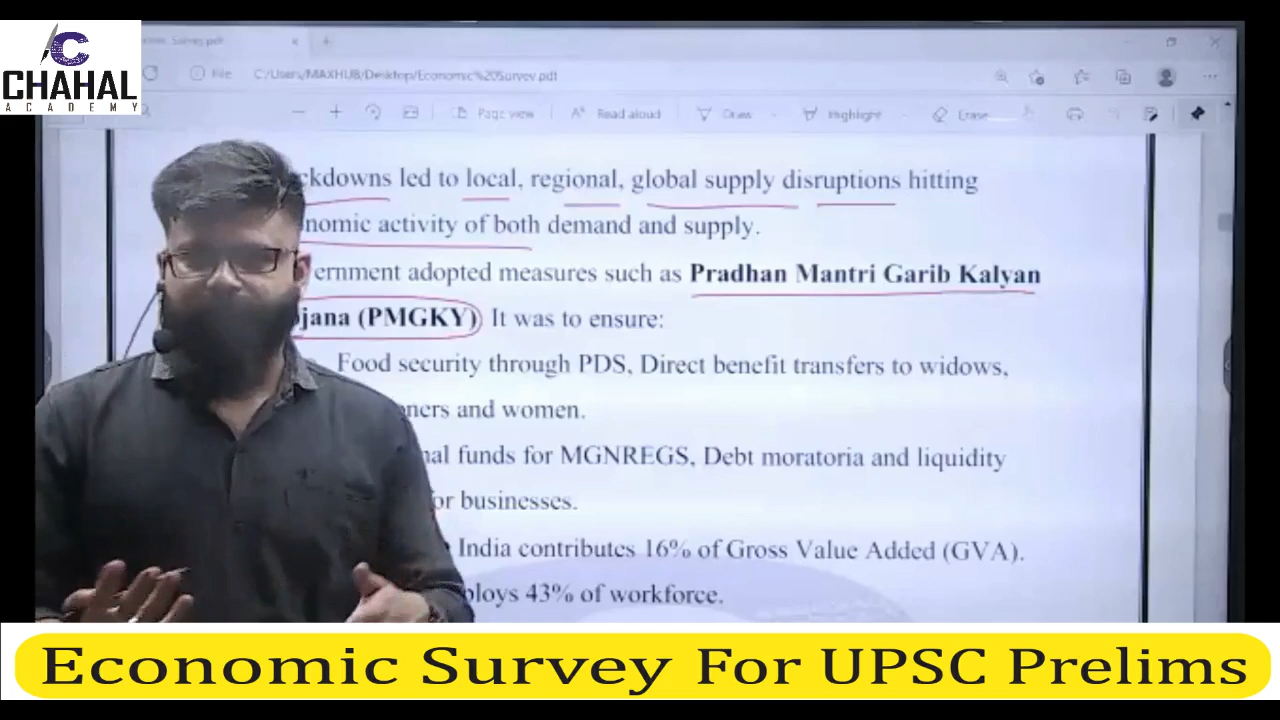 CHAHAL
ACADEMY
Survey.pdf
File
C:/Users/MAXHUB/Desktop/Economic%20Survey.pdf
Page view
Read aloud
Draw
Highlight
Erase
ckdowns led to local, regional, global supply disruptions hitting
nomic activity of both demand and supply.
ernment adopted measures such as Pradhan Mantri Garib Kalyan
jana (PMGKY) It was to ensure:
Food security through PDS, Direct benefit transfers to widows,
ners and women.
nal funds for MGNREGS, Debt moratoria and liquidity
or businesses.
India contributes 16% of Gross Value Added (GVA).
ploys 43% of workforce.
Economic Survey For UPSC Prelims